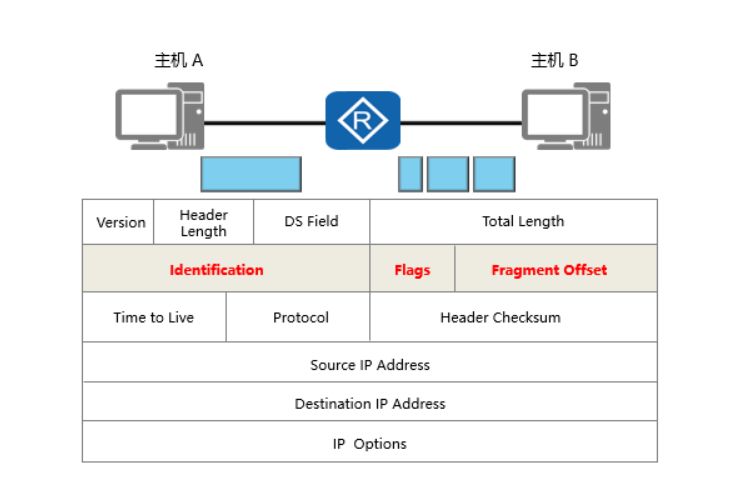 主机 A
主机 B
R
Version
Header
Length
DS Field
Total Length
Identification
Flags
Fragment Offset
Time to Live
Protocol
Header Checksum
Source IP Address
Destination IP Address
IP Options